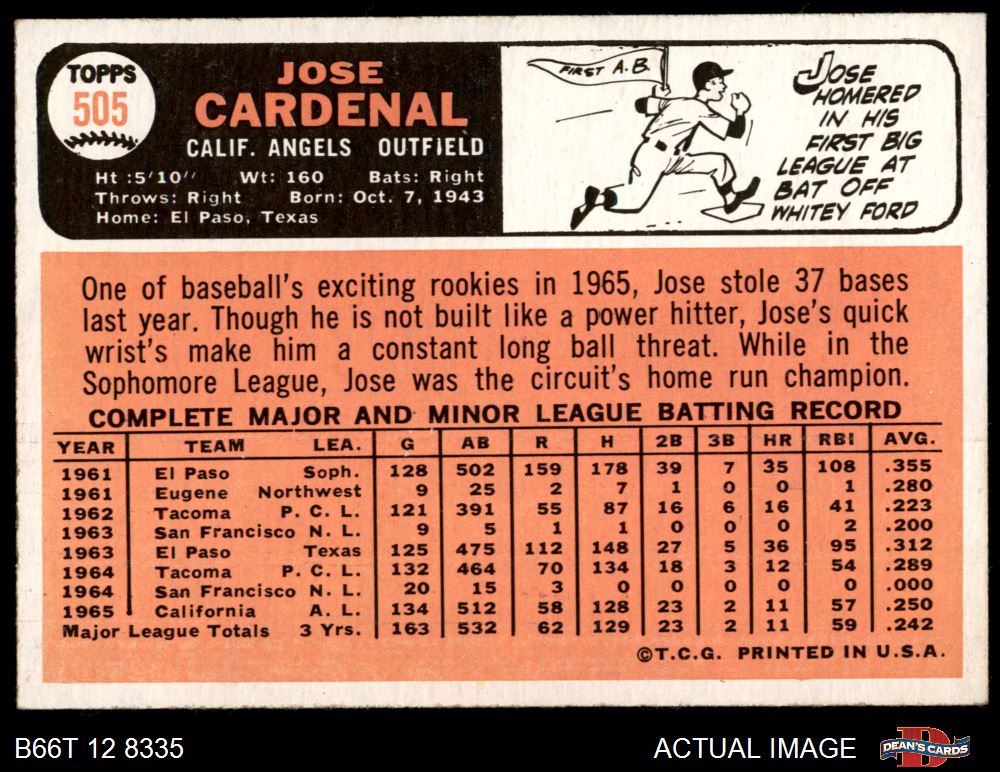 TOPPS
505
JOSE
CARDENAL
CALIF. ANGELS OUTFIELD
Ht :5'10" Wt: 160 Bats: Right
Throws: Right Born: Oct. 7, 1943
Home: El Paso, Texas
FIRST A.B.
JOSE
HOMERED
IN HIS
FIRST BIG
LEAGUE AT
BAT OFF
WHITEY FORD
One of baseball's exciting rookies in 1965, Jose stole 37 bases
last year. Though he is not built like a power hitter, Jose's quick
wrist's make him a constant long ball threat. While in the
Sophomore League, Jose was the circuit's home run champion.
COMPLETE MAJOR AND MINOR LEAGUE BATTING RECORD
YEAR TEAM LEA. G AB R H 2B 3B HR RBI AVG.
1961 El Paso Soph. 128 502 159 178 39 7 35 108 .355
1961 Eugene Northwest 9 25 2 7 1 0 0 1 .280
1962 Tacoma P. C. L. 121 391 55 87 16 6 16 41 .223
1963 San Francisco N. L. 9 5 1 1 0 0 0 2 .200
1963 El Paso Texas 125 475 112 148 27 5 36 95 .312
1964 Tacoma P. C. L. 132 464 70 134 18 3 12 54 .289
1964 San Francisco N. L. 20 15 3 0 0 0 0 0 .000
1965 California A. L. 134 512 58 128 23 2 11 57 .250
Major League Totals 3 Yrs. 163 532 62 129 23 2 11 59 .242
©T.C.G. PRINTED IN U.S.A.
B66T 12 8335
ACTUAL IMAGE
D
DEAN'S CARDS